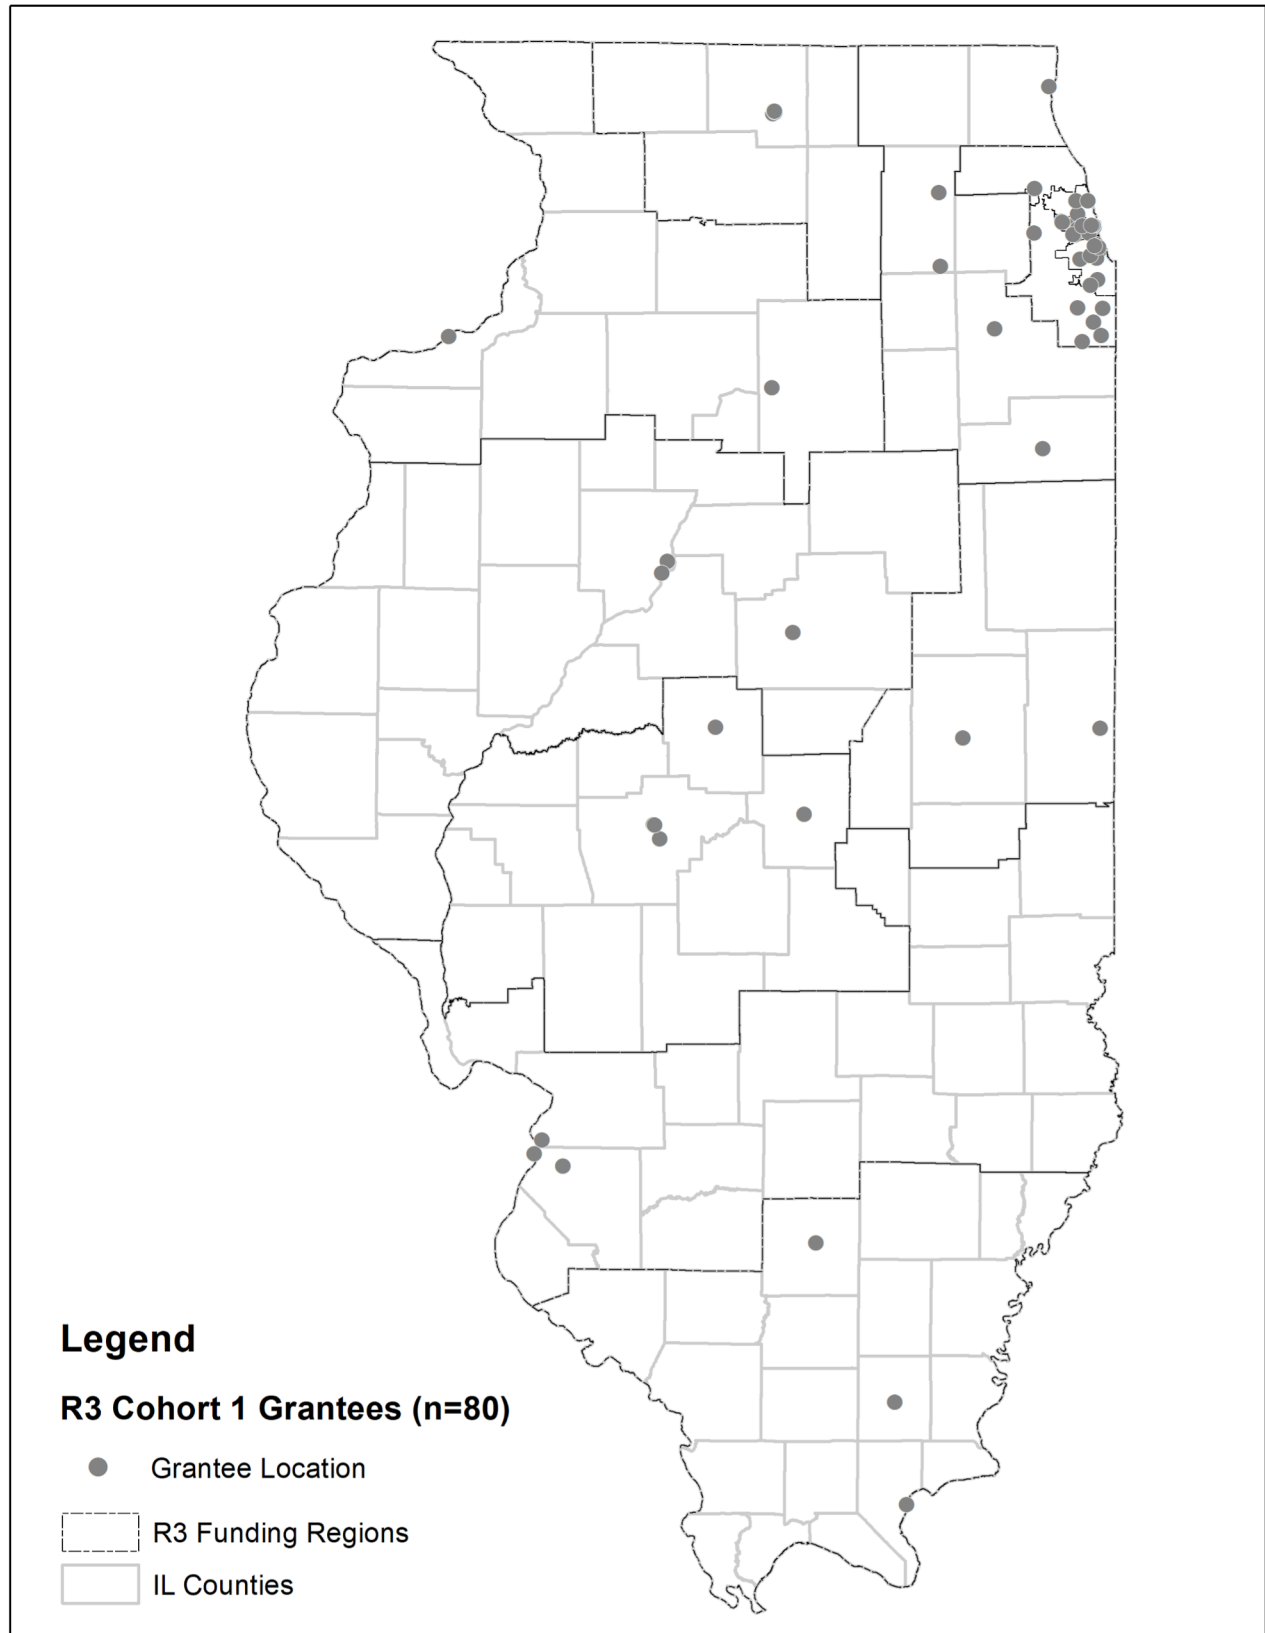 Legend
R3 Cohort 1 Grantees (n=80)
Grantee Location
R3 Funding Regions
IL Counties